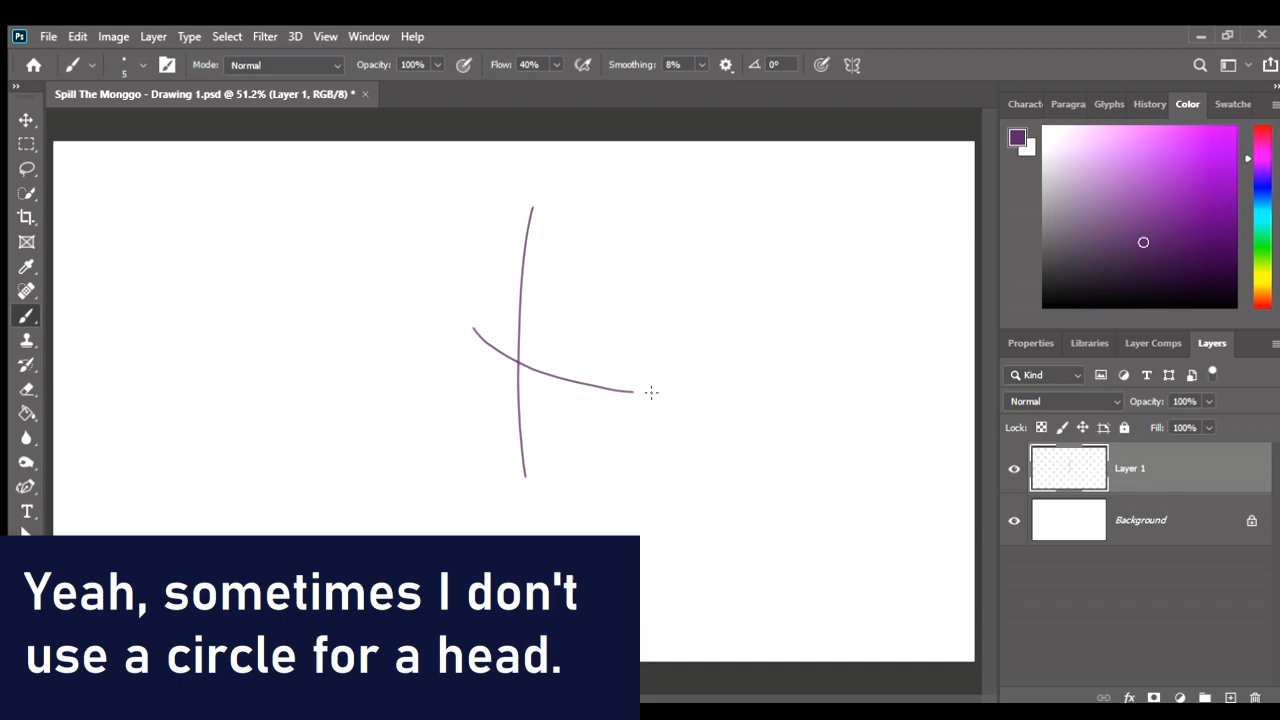 Ps File Edit Image Layer Type Select Filter 3D View Window Help
5 Mode: Normal Opacity: 100% Flow: 40% Smoothing: 8% 0°
Spill The Monggo - Drawing 1.psd @ 51.2% (Layer 1, RGB/8) *
Charact Paragra Glyphs History Color Swatche
Properties Libraries Layer Comps Layers
Kind
Normal Opacity: 100%
Lock: Fill: 100%
Layer 1
Background
fx
Yeah, sometimes I don't
use a circle for a head.